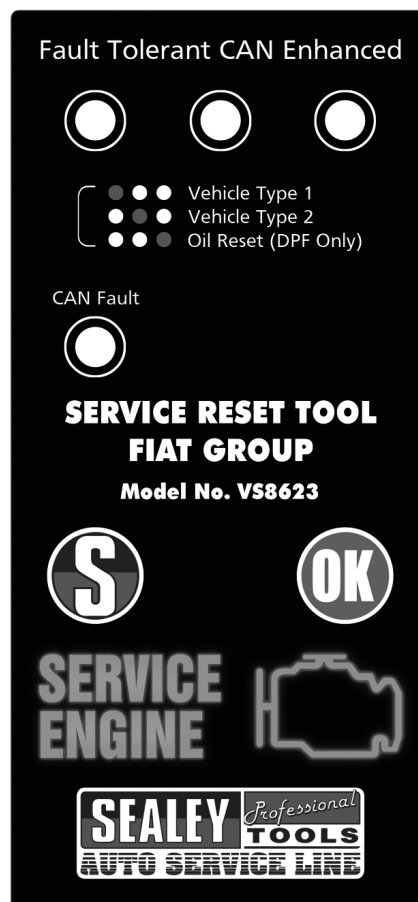 Fault Tolerant CAN Enhanced
Vehicle Type 1
Vehicle Type 2
Oil Reset (DPF Only)
CAN Fault
SERVICE RESET TOOL
FIAT GROUP
Model No. VS8623
S
OK
SERVICE
ENGINE
SEALEY Professional
TOOLS
AUTO SERVICE LINE